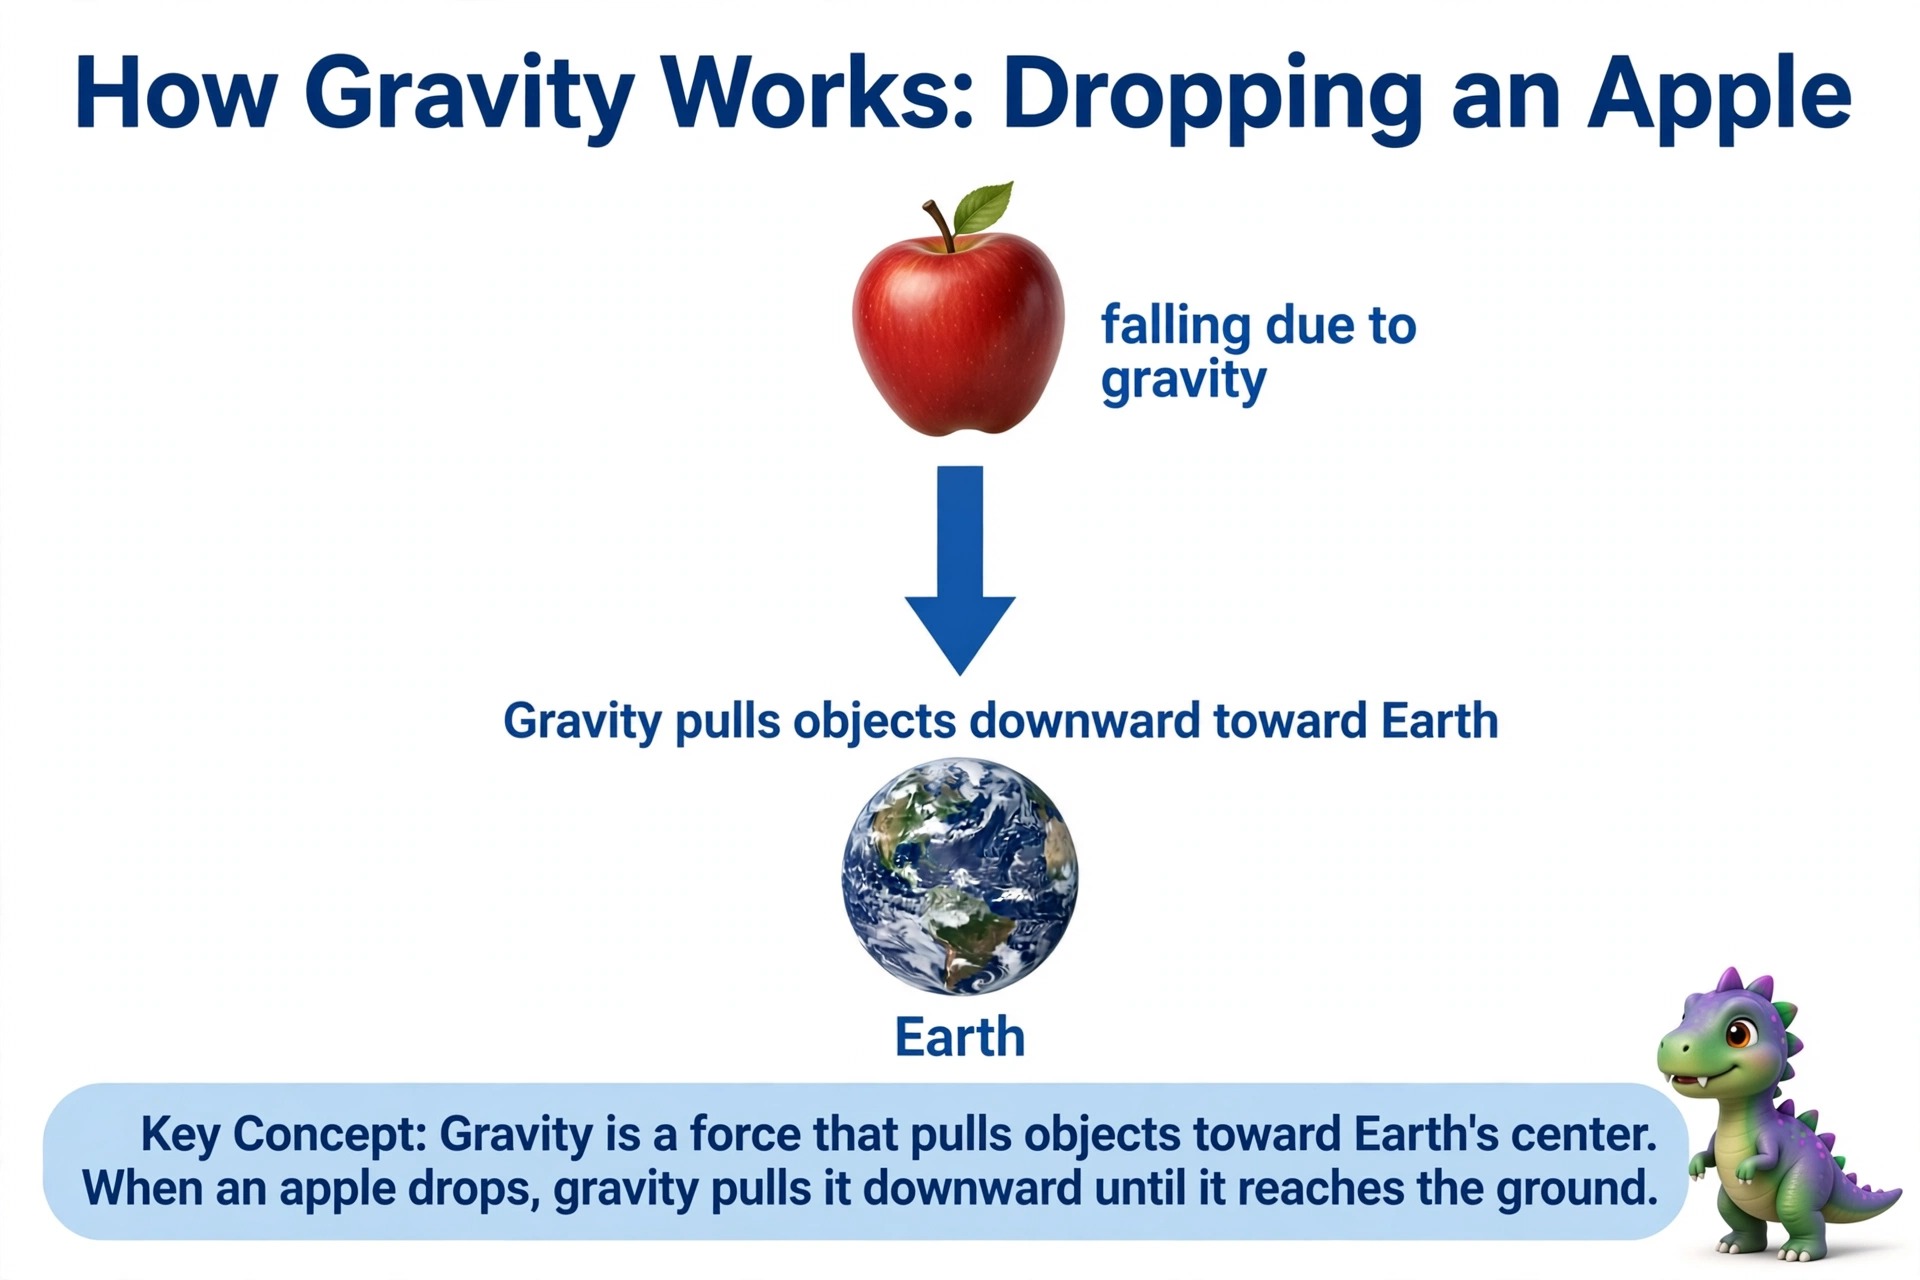 How Gravity Works: Dropping an Apple
falling due to
gravity
Gravity pulls objects downward toward Earth
Earth
Key Concept: Gravity is a force that pulls objects toward Earth's center.
When an apple drops, gravity pulls it downward until it reaches the ground.